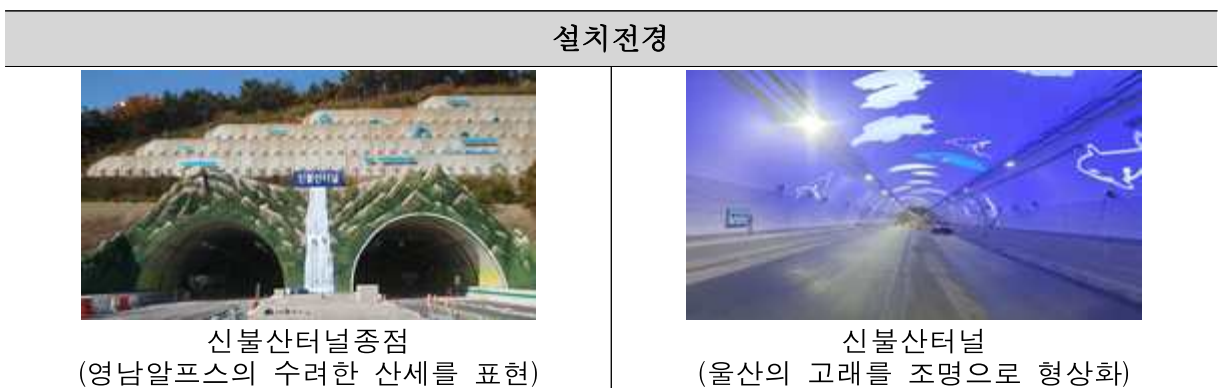 설치전경
신불산터널
신불산터널종점
(영남알프스의 수려한 산세를 표현)
신불산터널
(울산의 고래를 조명으로 형상화)